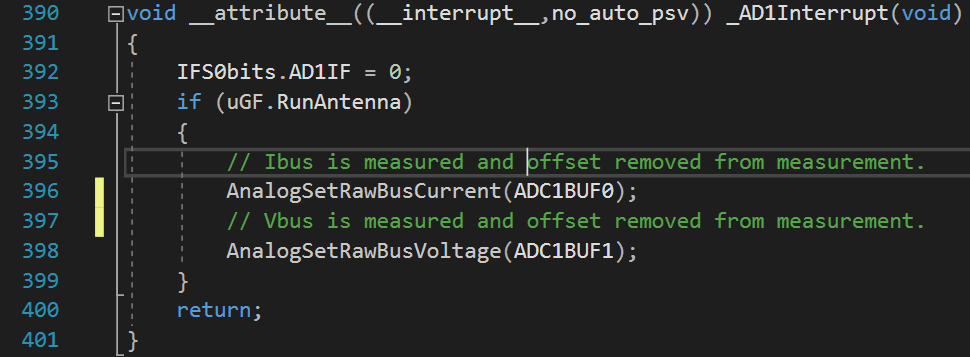 390 void __attribute__((__interrupt__,no_auto_psv)) _AD1Interrupt(void)
391 {
392     IFS0bits.AD1IF = 0;
393     if (uGF.RunAntenna)
394     {
395         // Ibus is measured and offset removed from measurement.
396         AnalogSetRawBusCurrent(ADC1BUF0);
397         // Vbus is measured and offset removed from measurement.
398         AnalogSetRawBusVoltage(ADC1BUF1);
399     }
400     return;
401 }